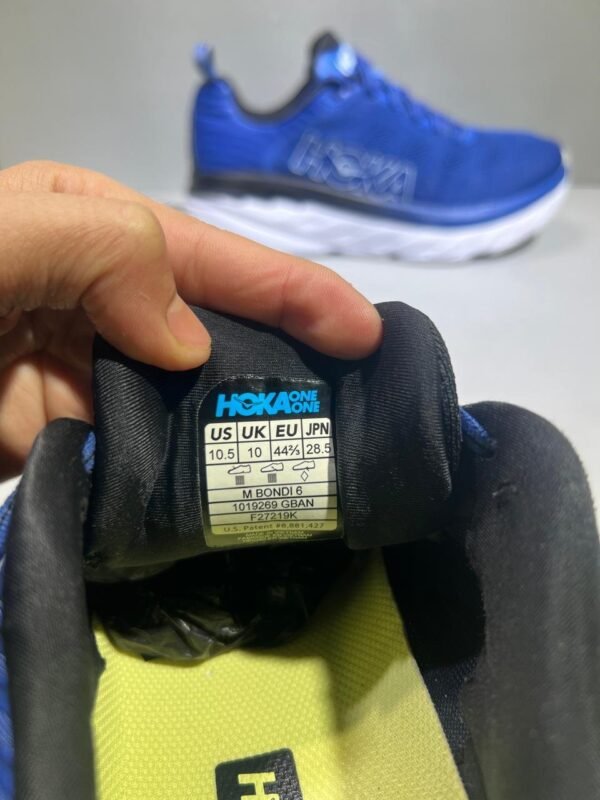 HOKA
HOKA ONE ONE
US UK EU JPN
10.5 10 44⅔ 28.5
M BONDI 6
1019269 GBAN
F27219K
U.S. Patent #8,881,427
H